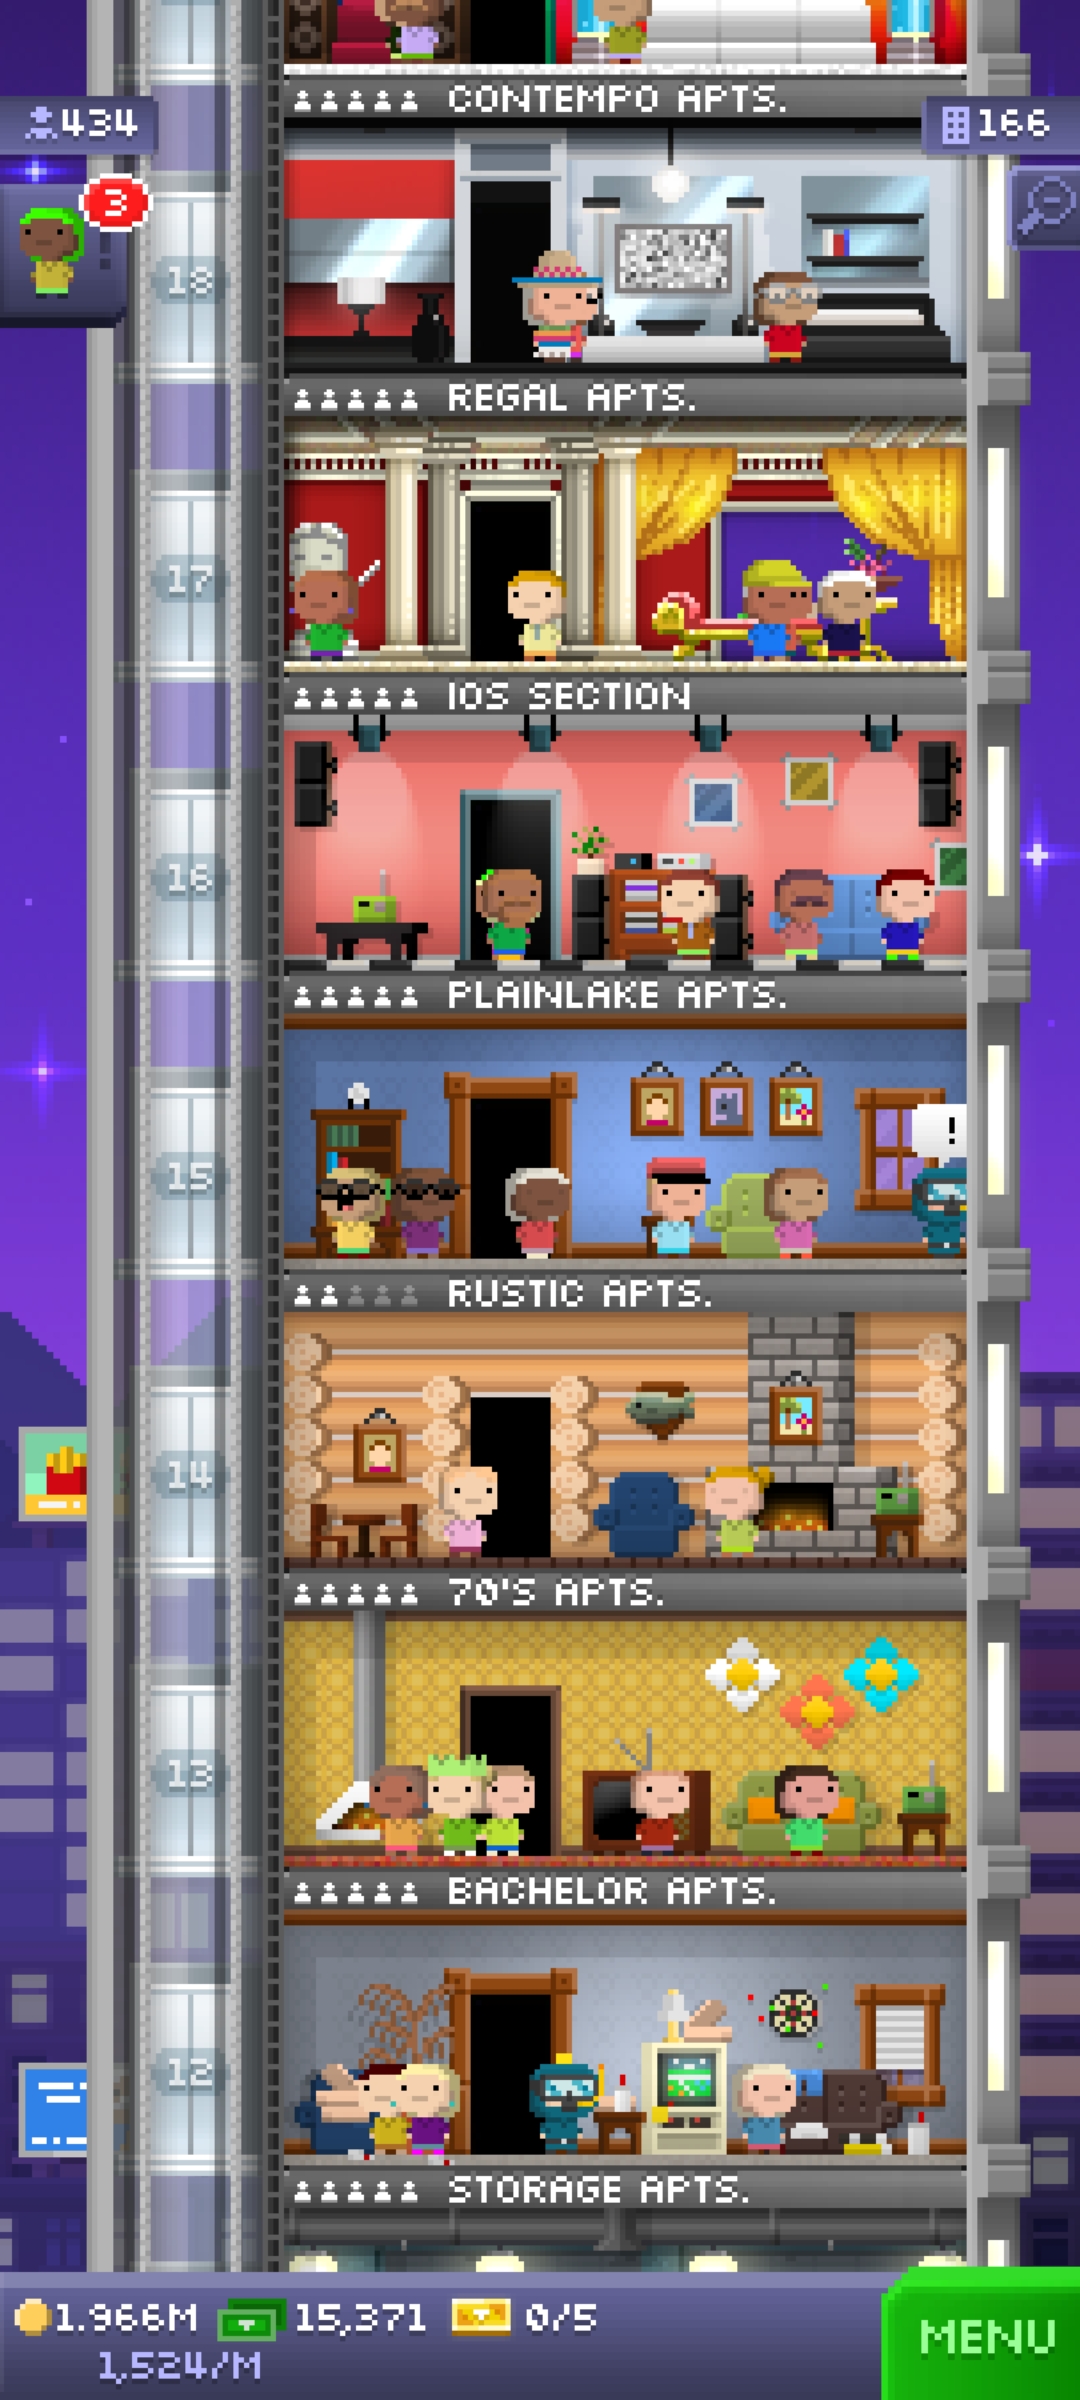 CONTEMPO APTS.
434
166
3
18
REGAL APTS.
17
IOS SECTION
16
PLAINLAKE APTS.
!
15
RUSTIC APTS.
14
70'S APTS.
13
BACHELOR APTS.
12
STORAGE APTS.
1.966M 15,371 0/5
MENU
1,524/M